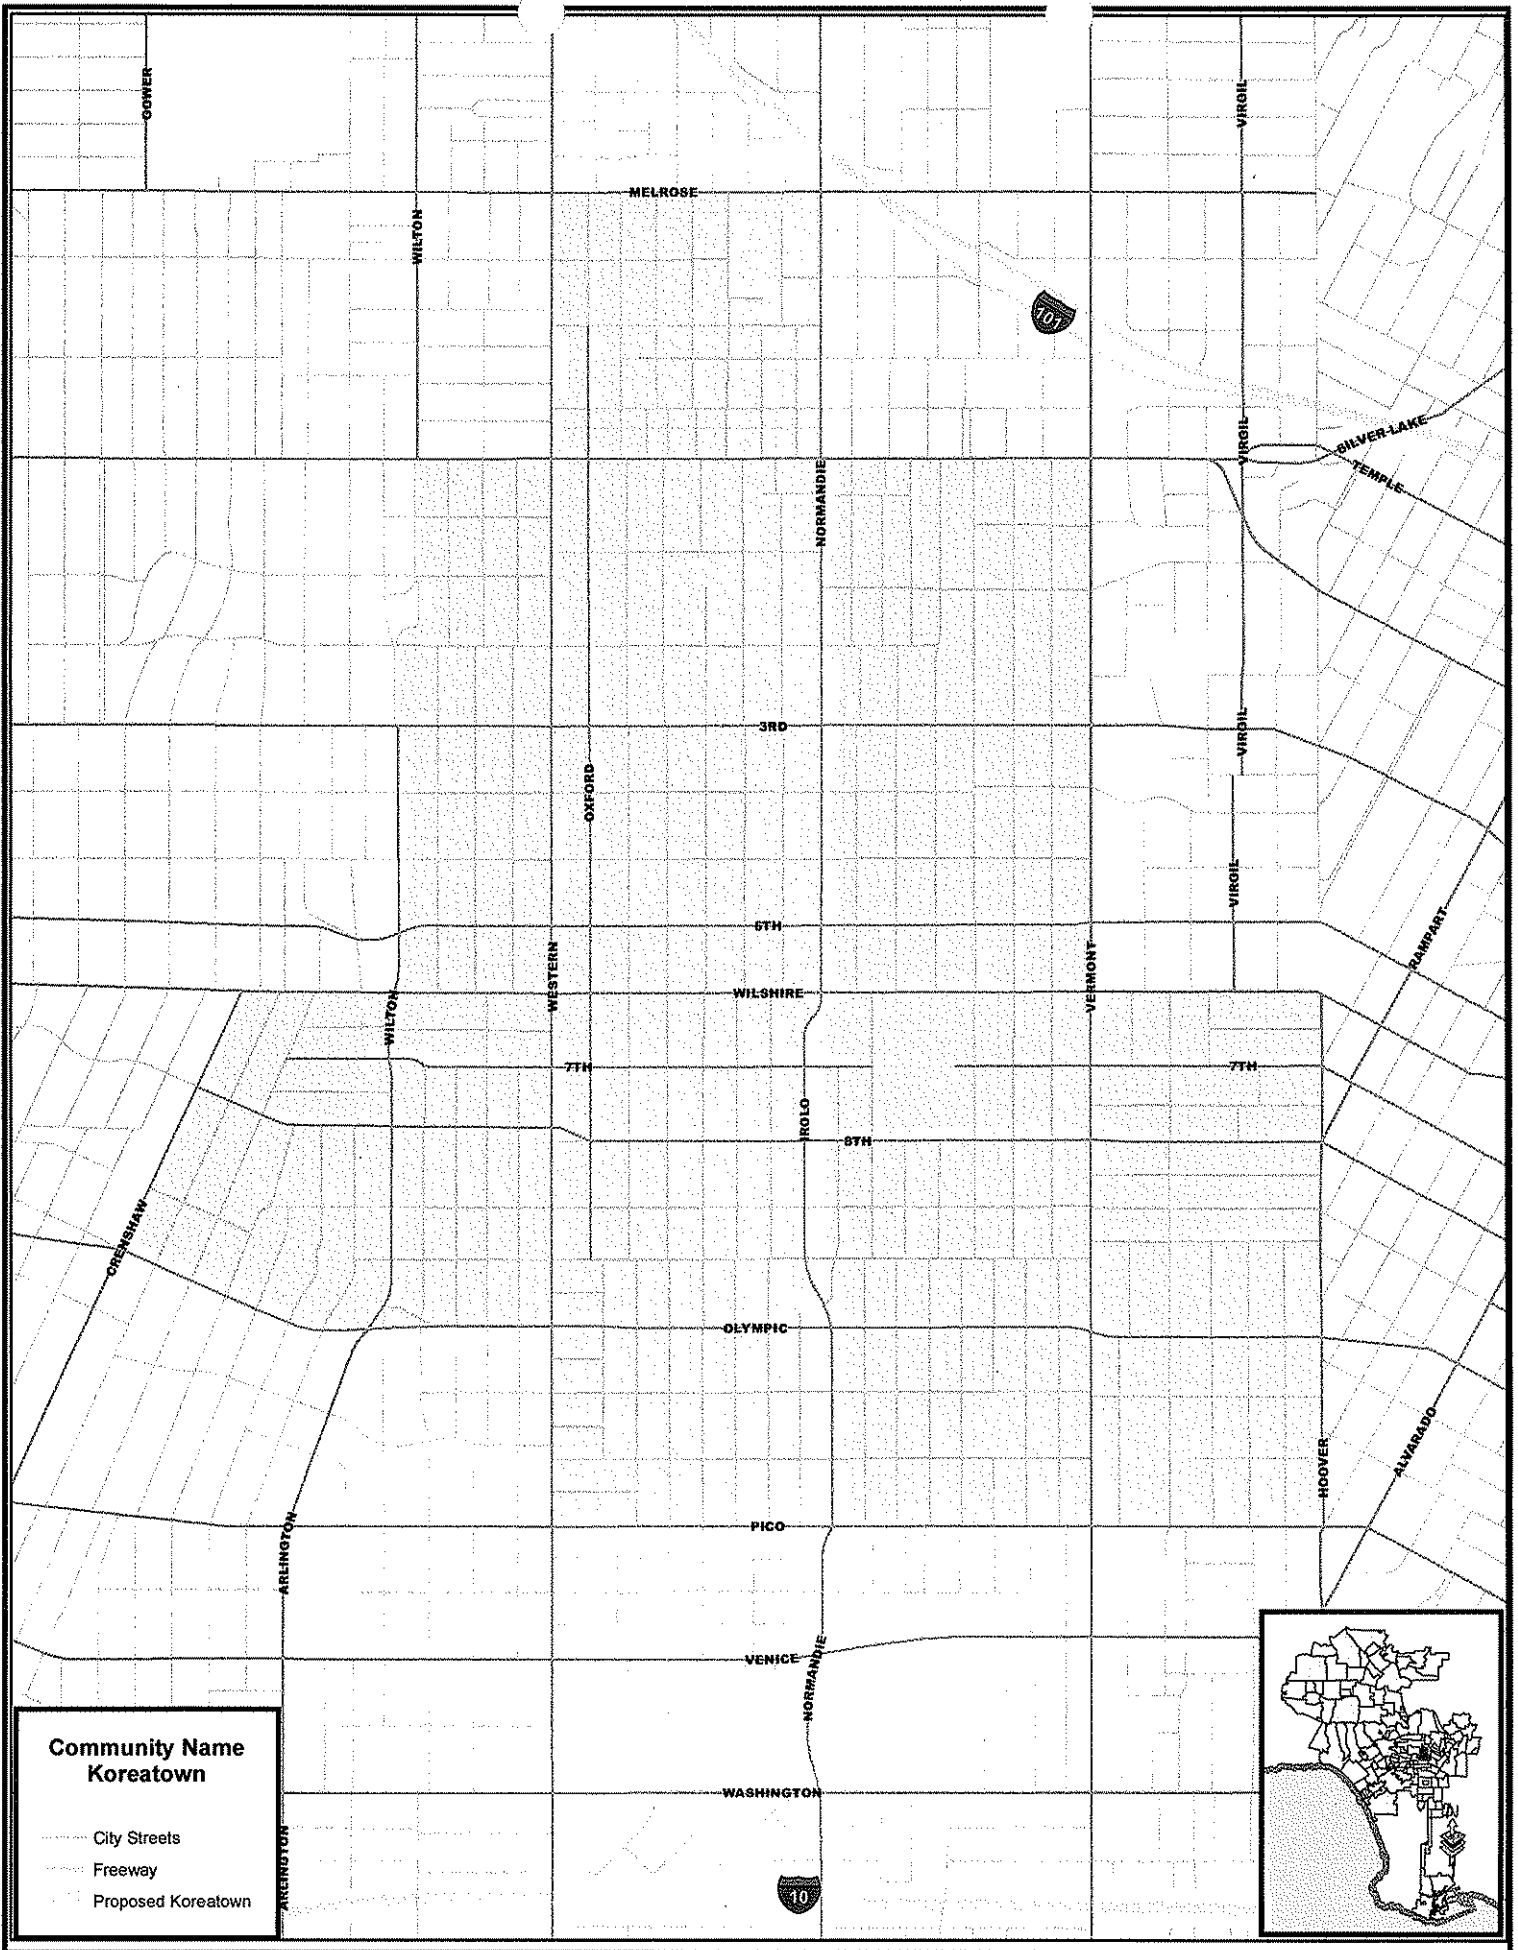 GOWER
VIRGIL
MELROSE
WILTON
101
VIRGIL
SILVER LAKE
TEMPLE
NORMANDIE
3RD
VIRGIL
OXFORD
VIRGIL
6TH
RAMPART
WESTERN
VERMONT
WILSHIRE
WILTON
7TH
7TH
IROLO
8TH
CRENSHAW
OLYMPIC
HOOVER
ALVARADO
PICO
ARLINGTON
VENICE
NORMANDIE
WASHINGTON
ARLINGTON
10
Community Name
Koreatown
City Streets
Freeway
Proposed Koreatown
N